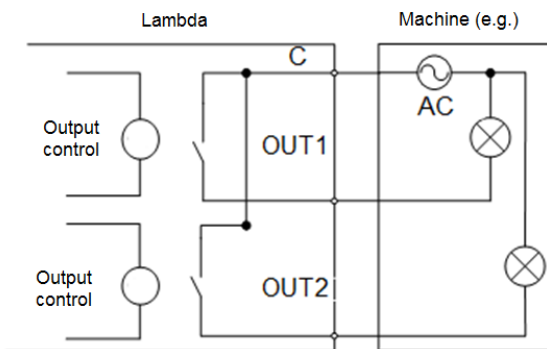 Lambda
Machine (e.g.)
C
AC
Output
control
OUT1
Output
control
OUT2